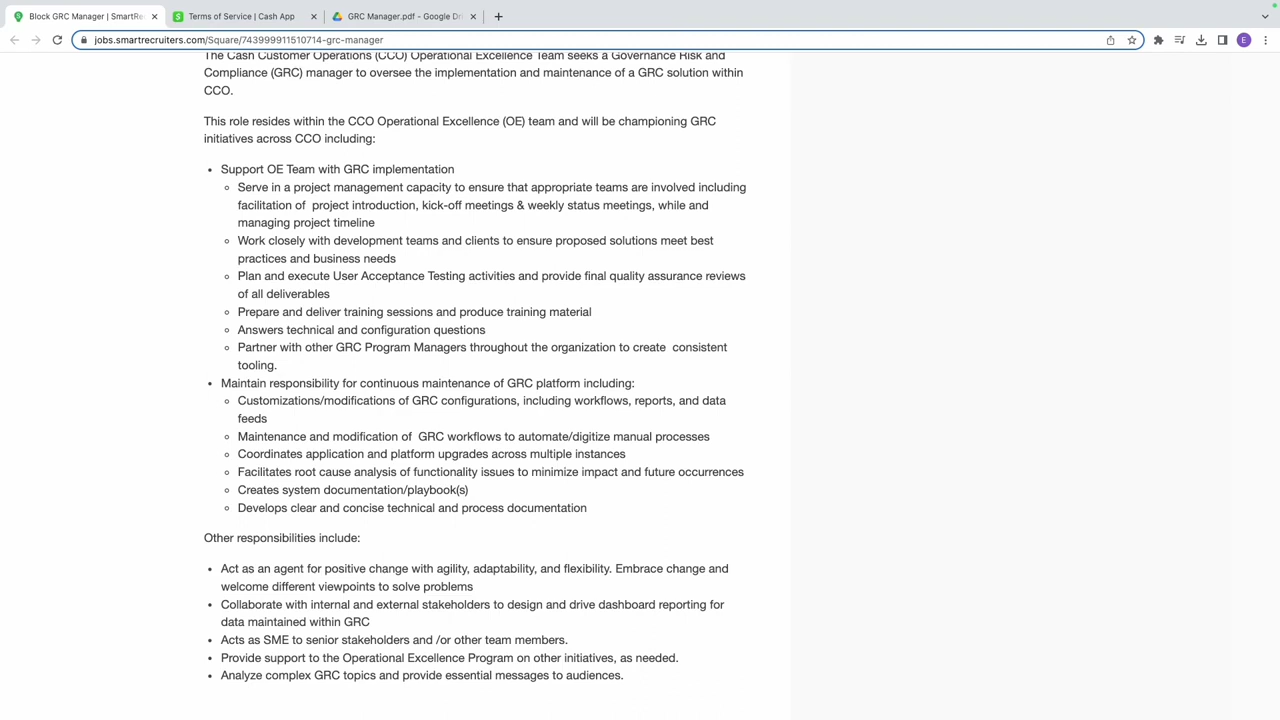 Block GRC Manager | SmartRe
Terms of Service | Cash App
GRC Manager.pdf - Google Dr
jobs.smartrecruiters.com/Square/743999911510714-grc-manager
E
The Cash Customer Operations (CCO) Operational Excellence Team seeks a Governance Risk and
Compliance (GRC) manager to oversee the implementation and maintenance of a GRC solution within
CCO.
This role resides within the CCO Operational Excellence (OE) team and will be championing GRC
initiatives across CCO including:
Support OE Team with GRC implementation
Serve in a project management capacity to ensure that appropriate teams are involved including
facilitation of  project introduction, kick-off meetings & weekly status meetings, while and
managing project timeline
Work closely with development teams and clients to ensure proposed solutions meet best
practices and business needs
Plan and execute User Acceptance Testing activities and provide final quality assurance reviews
of all deliverables
Prepare and deliver training sessions and produce training material
Answers technical and configuration questions
Partner with other GRC Program Managers throughout the organization to create  consistent
tooling.
Maintain responsibility for continuous maintenance of GRC platform including:
Customizations/modifications of GRC configurations, including workflows, reports, and data
feeds
Maintenance and modification of  GRC workflows to automate/digitize manual processes
Coordinates application and platform upgrades across multiple instances
Facilitates root cause analysis of functionality issues to minimize impact and future occurrences
Creates system documentation/playbook(s)
Develops clear and concise technical and process documentation
Other responsibilities include:
Act as an agent for positive change with agility, adaptability, and flexibility. Embrace change and
welcome different viewpoints to solve problems
Collaborate with internal and external stakeholders to design and drive dashboard reporting for
data maintained within GRC
Acts as SME to senior stakeholders and /or other team members.
Provide support to the Operational Excellence Program on other initiatives, as needed.
Analyze complex GRC topics and provide essential messages to audiences.